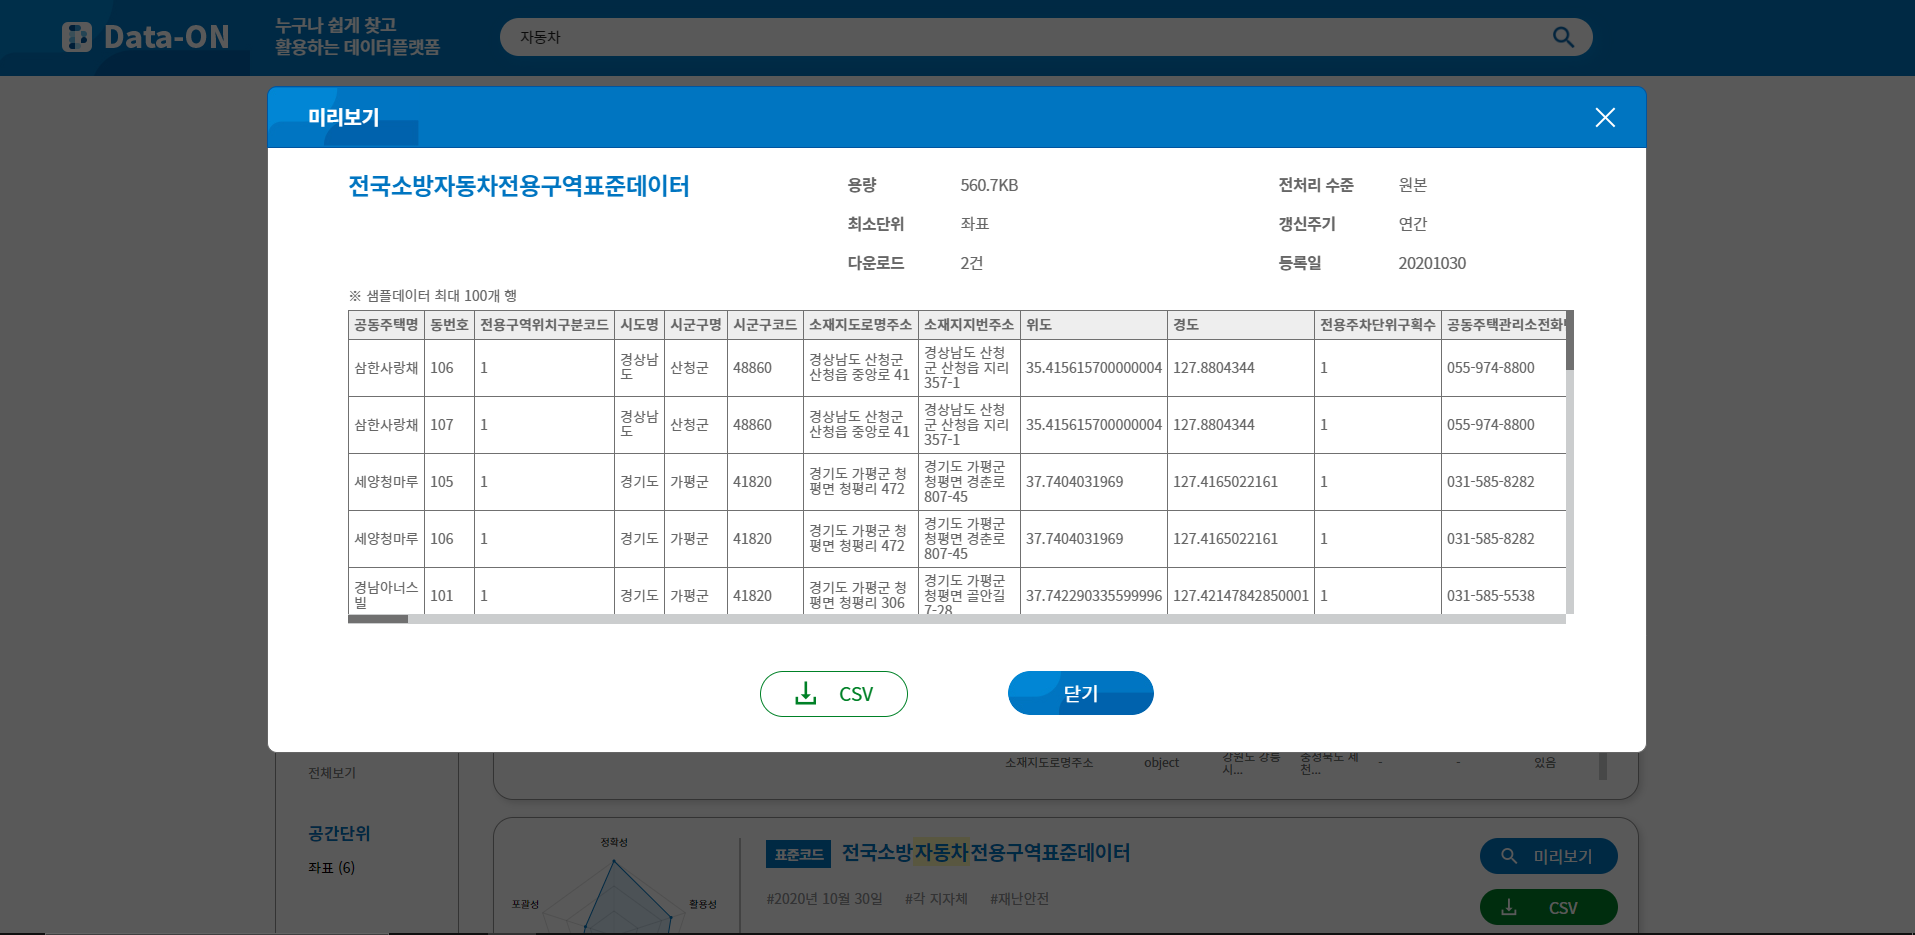 Data-ON
누구나 쉽게 찾고
활용하는 데이터플랫폼
자동차
미리보기
전국소방자동차전용구역표준데이터
용량 560.7KB 전처리 수준 원본
최소단위 좌표 갱신주기 연간
다운로드 2건 등록일 20201030
※ 샘플데이터 최대 100개 행
공동주택명 동번호 전용구역위치구분코드 시도명 시군구명 시군구코드 소재지도로명주소 소재지지번주소 위도 경도 전용주차단위구획수 공동주택관리소전화
삼한사랑채 106 1 경상남도 산청군 48860 경상남도 산청군 산청읍 중앙로 41 경상남도 산청군 산청읍 지리 357-1 35.415615700000004 127.8804344 1 055-974-8800
삼한사랑채 107 1 경상남도 산청군 48860 경상남도 산청군 산청읍 중앙로 41 경상남도 산청군 산청읍 지리 357-1 35.415615700000004 127.8804344 1 055-974-8800
세양청마루 105 1 경기도 가평군 41820 경기도 가평군 청평면 청평리 472 경기도 가평군 청평면 경춘로 807-45 37.7404031969 127.4165022161 1 031-585-8282
세양청마루 106 1 경기도 가평군 41820 경기도 가평군 청평면 청평리 472 경기도 가평군 청평면 경춘로 807-45 37.7404031969 127.4165022161 1 031-585-8282
경남아너스빌 101 1 경기도 가평군 41820 경기도 가평군 청평면 청평리 306 경기도 가평군 청평면 골안길 7-28 37.742290335599996 127.42147842850001 1 031-585-5538
CSV 닫기
전체보기
소재지도로명주소 object 강원도 강릉시... 충청북도 제천... - - 있음
공간단위
좌표 (6)
정확성
포괄성 활용성
표준코드 전국소방자동차전용구역표준데이터 미리보기
#2020년 10월 30일 #각 지자체 #재난안전
CSV